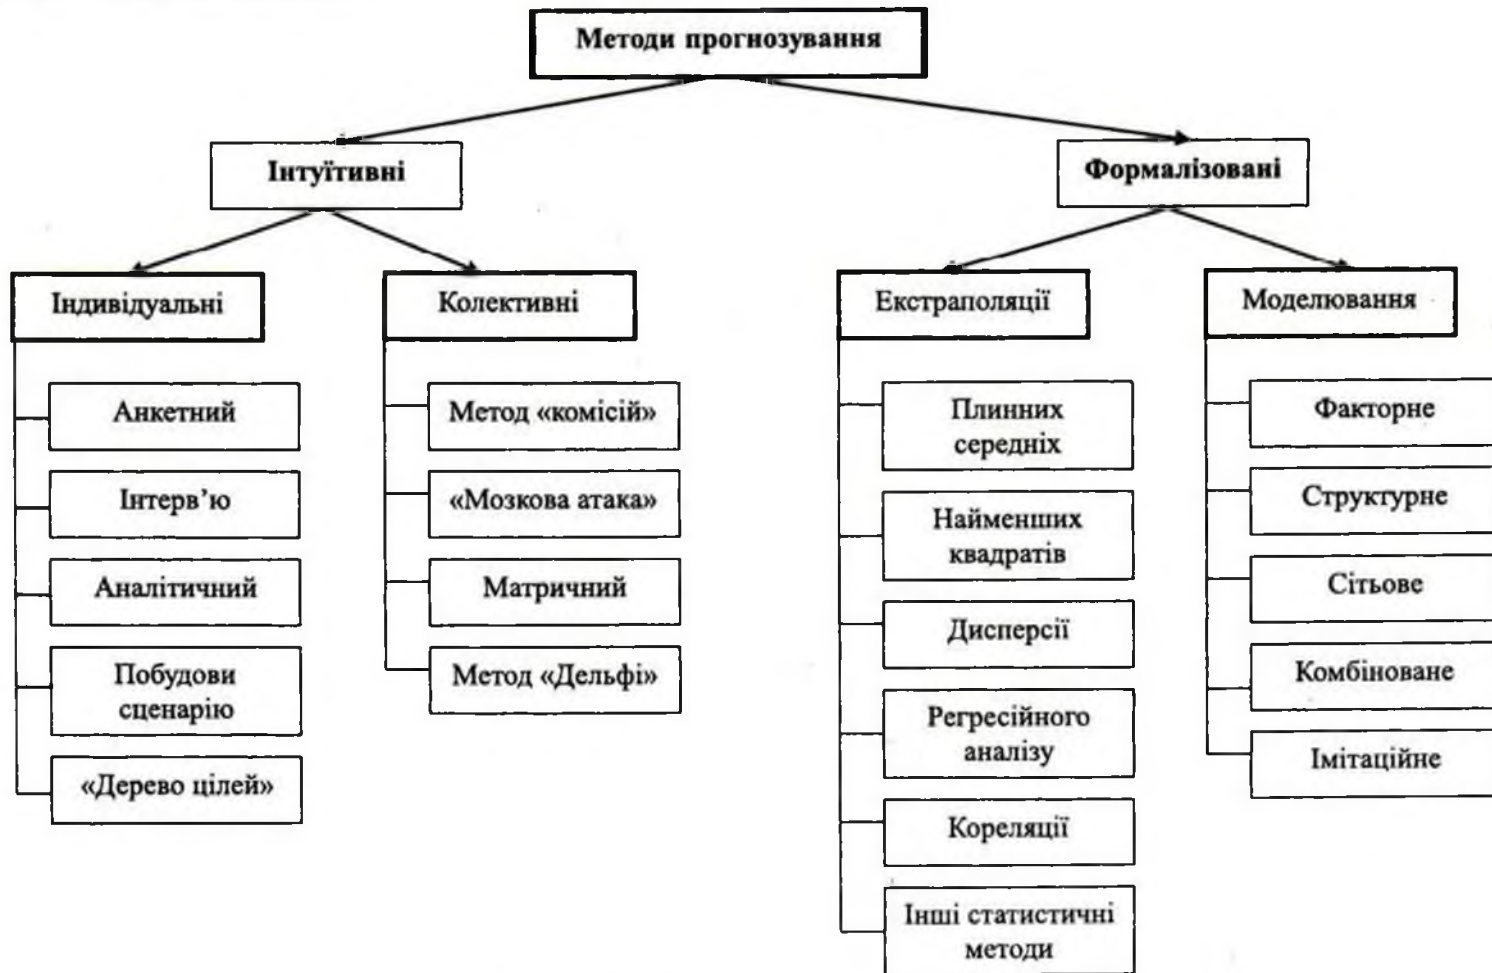 Методи прогнозування
Інтуїтивні
Формалізовані
Індивідуальні
Колективні
Екстраполяції
Моделювання
Анкетний
Інтерв’ю
Аналітичний
Побудови
сценарію
«Дерево цілей»
Метод «комісій»
«Мозкова атака»
Матричний
Метод «Дельфі»
Плинних
середніх
Найменших
квадратів
Дисперсії
Регресійного
аналізу
Кореляції
Інші статистичні
методи
Факторне
Структурне
Сітьове
Комбіноване
Імітаційне